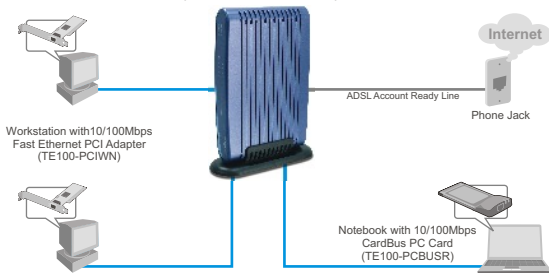 Internet
ADSL Account Ready Line
Phone Jack
Workstation with10/100Mbps
Fast Ethernet PCI Adapter
(TE100-PCIWN)
Notebook with 10/100Mbps
CardBus PC Card
(TE100-PCBUSR)